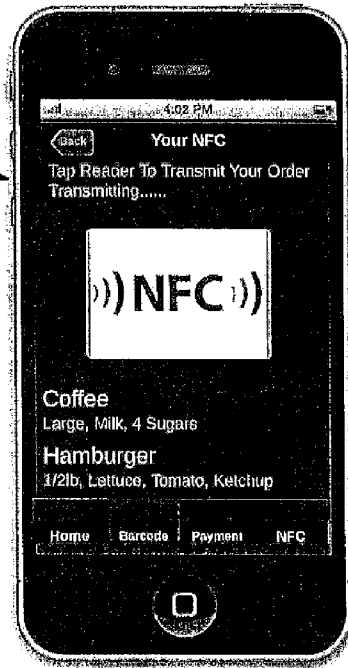 4:02 PM
Back
Your NFC
Tap Reader To Transmit Your Order
Transmitting......
NFC
Coffee
Large, Milk, 4 Sugars
Hamburger
1/2lb, Lettuce, Tomato, Ketchup
Home Barcode Payment NFC